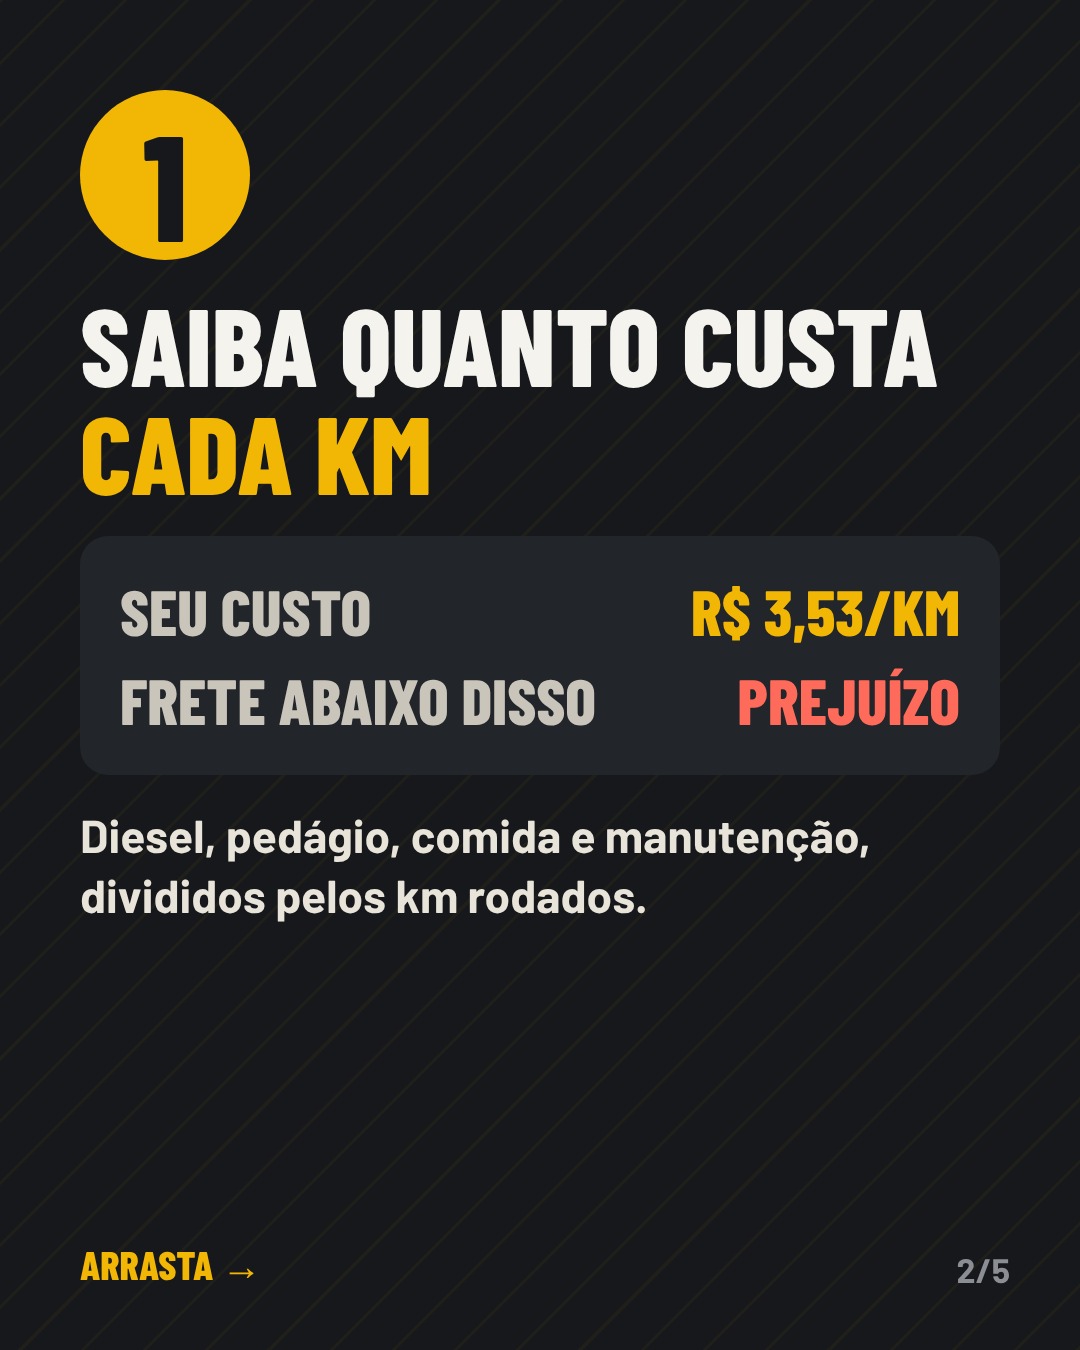 1
SAIBA QUANTO CUSTA
CADA KM
SEU CUSTO R$ 3,53/KM
FRETE ABAIXO DISSO PREJUÍZO
Diesel, pedágio, comida e manutenção,
divididos pelos km rodados.
ARRASTA →
2/5